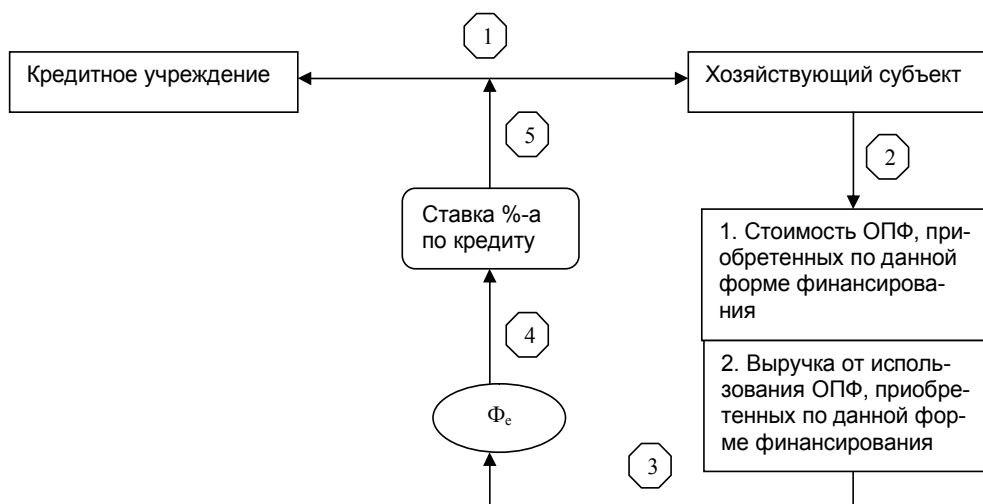 1
Кредитное учреждение
Хозяйствующий субъект
5
2
Ставка %-а
по кредиту
1. Стоимость ОПФ, при-
обретенных по данной
форме финансирова-
ния
4
2. Выручка от исполь-
зования ОПФ, приобре-
тенных по данной фор-
ме финансирования
Фe
3